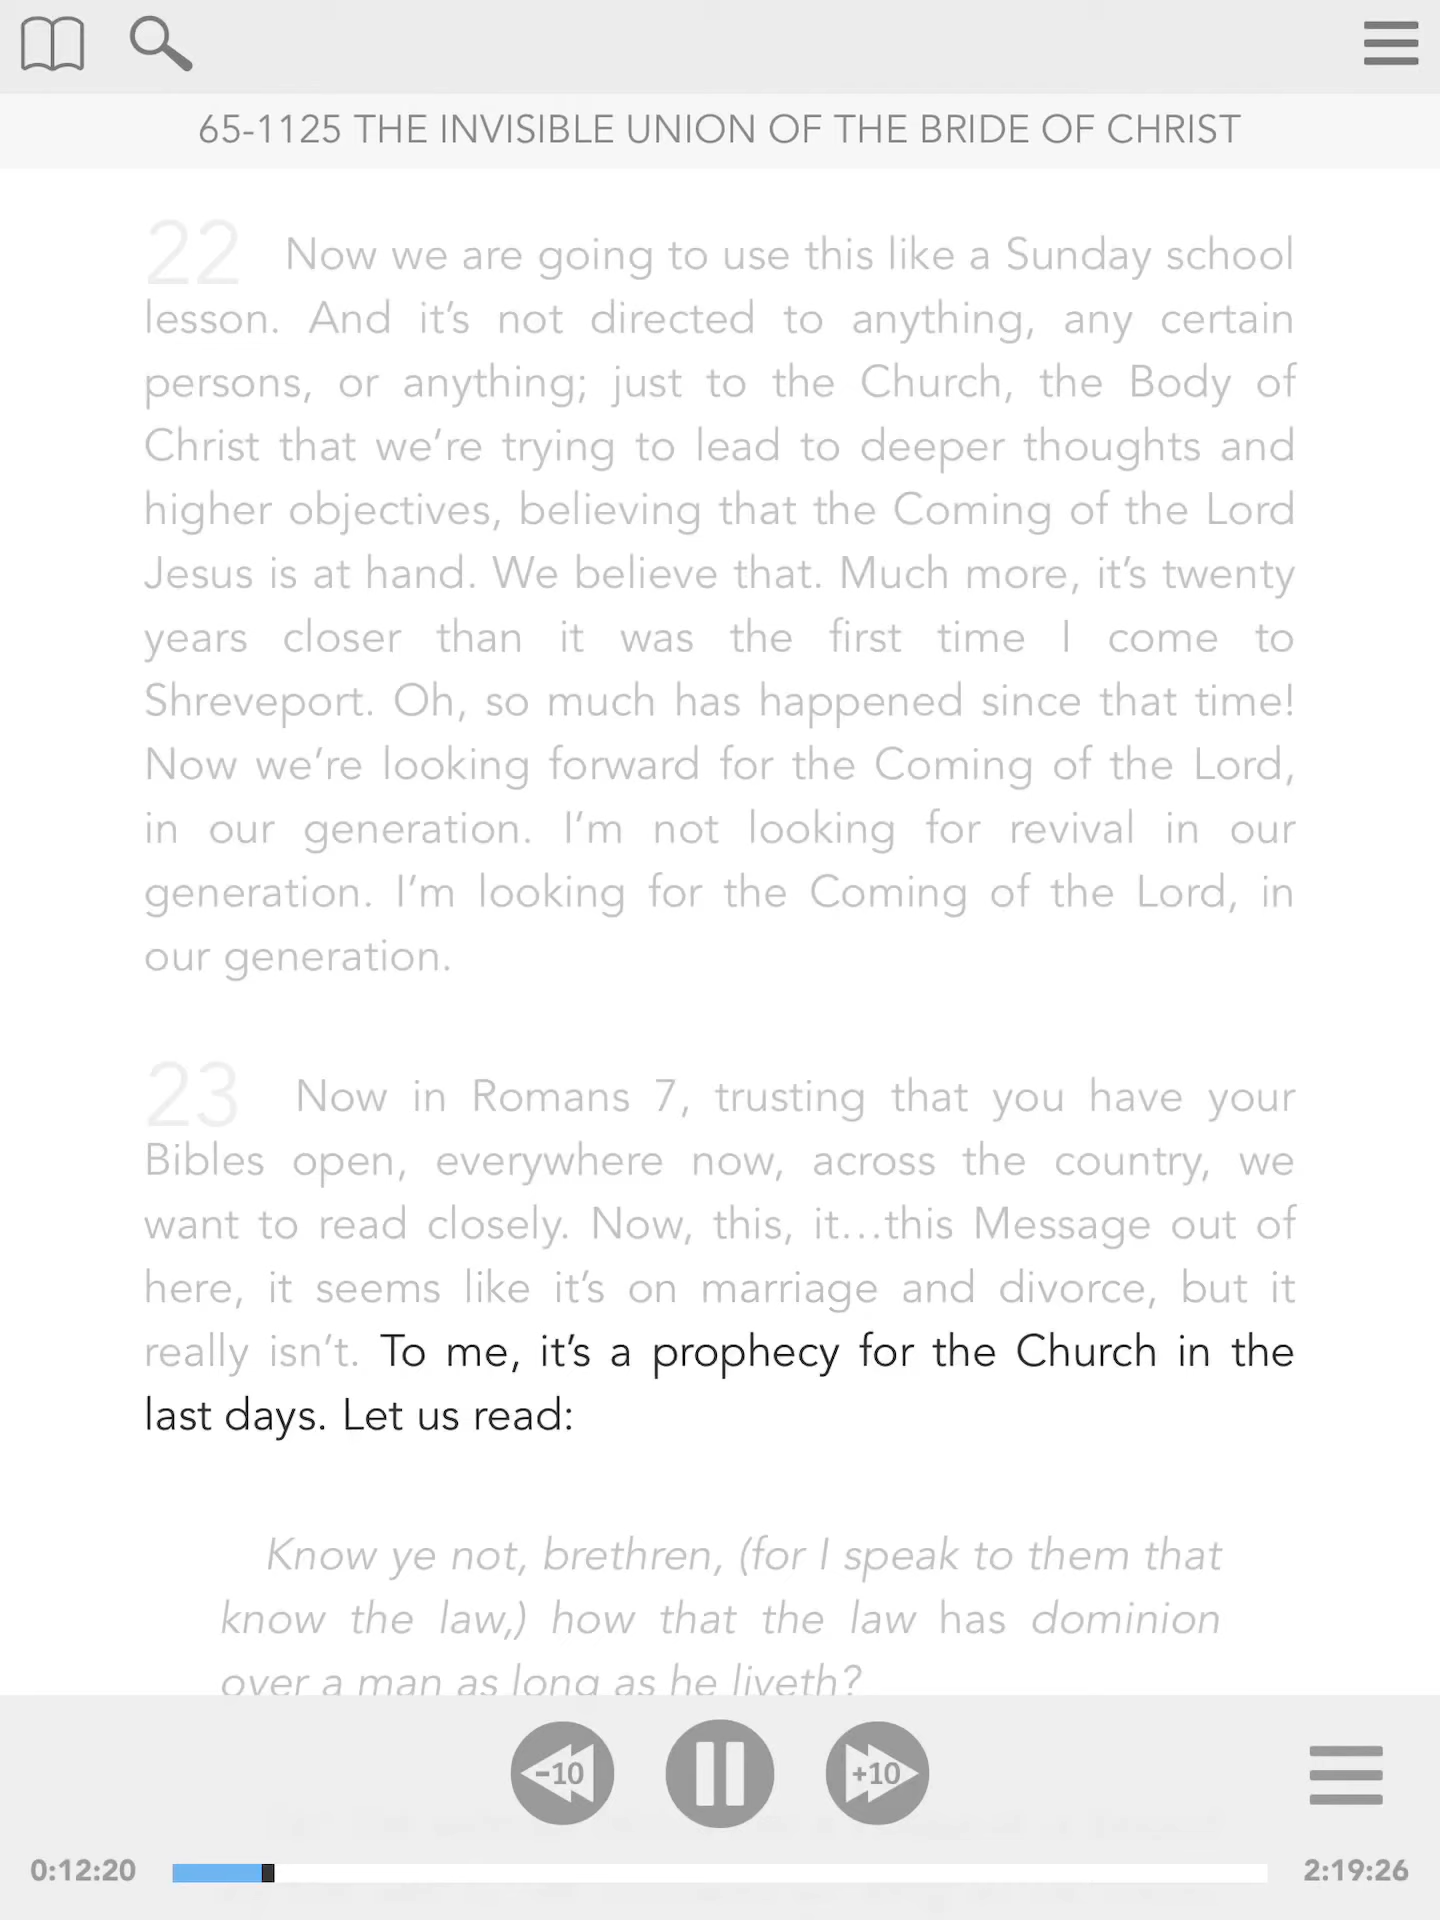 65-1125 THE INVISIBLE UNION OF THE BRIDE OF CHRIST
22 Now we are going to use this like a Sunday school
lesson. And it’s not directed to anything, any certain
persons, or anything; just to the Church, the Body of
Christ that we’re trying to lead to deeper thoughts and
higher objectives, believing that the Coming of the Lord
Jesus is at hand. We believe that. Much more, it’s twenty
years closer than it was the first time I come to
Shreveport. Oh, so much has happened since that time!
Now we’re looking forward for the Coming of the Lord,
in our generation. I’m not looking for revival in our
generation. I’m looking for the Coming of the Lord, in
our generation.
23 Now in Romans 7, trusting that you have your
Bibles open, everywhere now, across the country, we
want to read closely. Now, this, it…this Message out of
here, it seems like it’s on marriage and divorce, but it
really isn’t. To me, it’s a prophecy for the Church in the
last days. Let us read:
Know ye not, brethren, (for I speak to them that
know the law,) how that the law has dominion
over a man as long as he liveth?
-10 +10
0:12:20 2:19:26